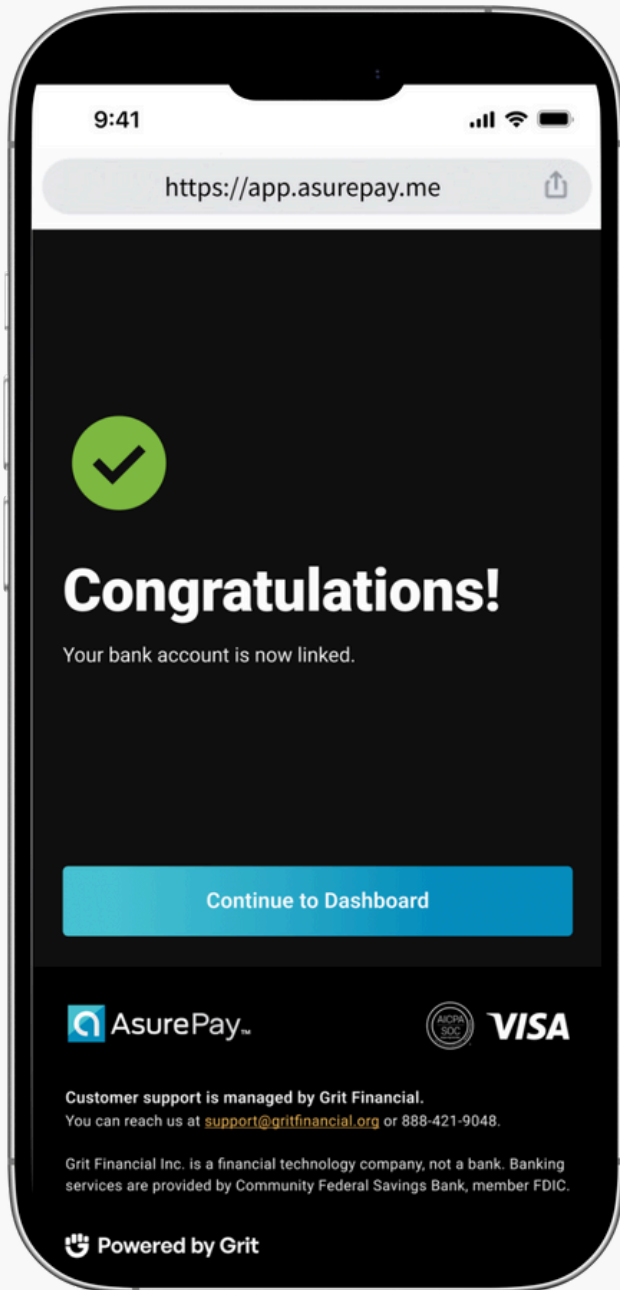 9:41
https://app.asurepay.me
Congratulations!
Your bank account is now linked.
Continue to Dashboard
AsurePay™
AICPA
SOC
VISA
Customer support is managed by Grit Financial.
You can reach us at support@gritfinancial.org or 888-421-9048.
Grit Financial Inc. is a financial technology company, not a bank. Banking
services are provided by Community Federal Savings Bank, member FDIC.
Powered by Grit